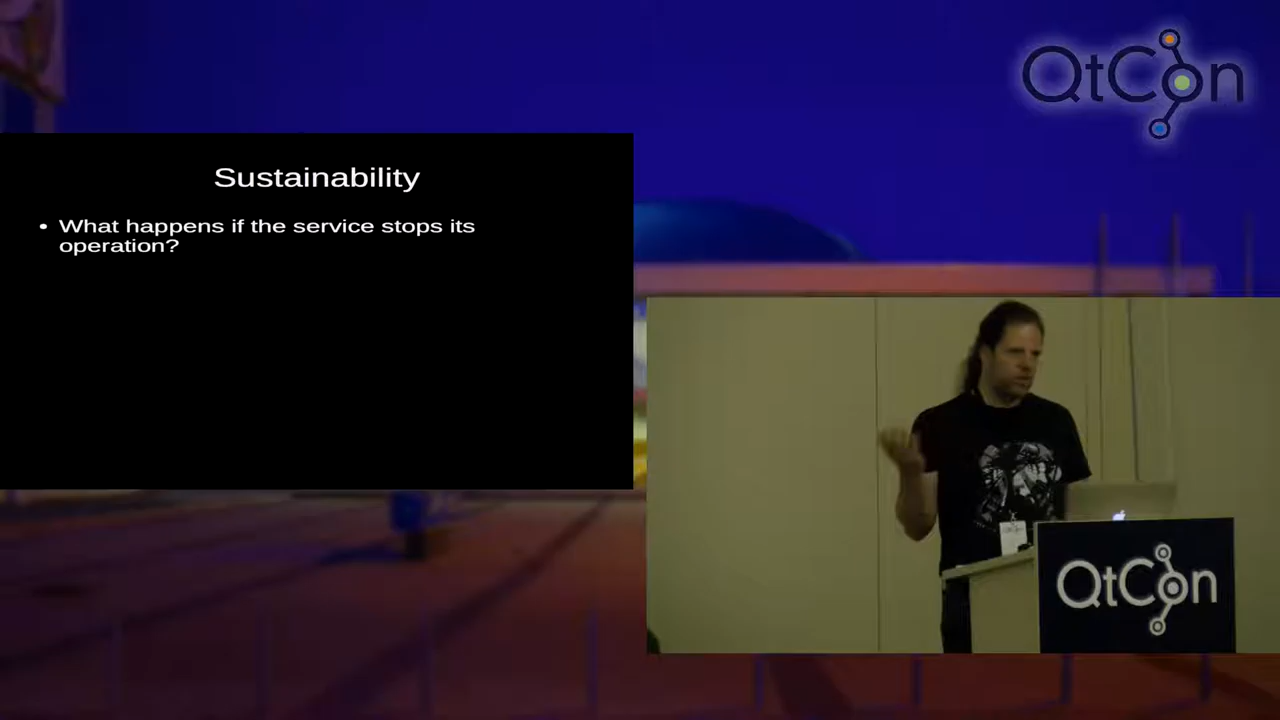 QtCon
Sustainability
• What happens if the service stops its
operation?
QtCon